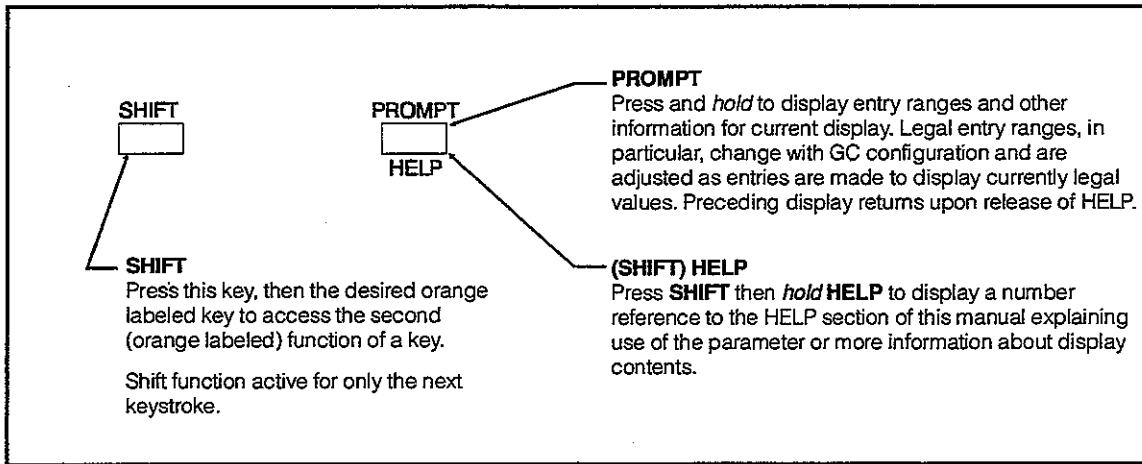 SHIFT
PROMPT
HELP
PROMPT
Press and hold to display entry ranges and other
information for current display. Legal entry ranges, in
particular, change with GC configuration and are
adjusted as entries are made to display currently legal
values. Preceding display returns upon release of HELP.
SHIFT
Press this key, then the desired orange
labeled key to access the second
(orange labeled) function of a key.
Shift function active for only the next
keystroke.
(SHIFT) HELP
Press SHIFT then hold HELP to display a number
reference to the HELP section of this manual explaining
use of the parameter or more information about display
contents.